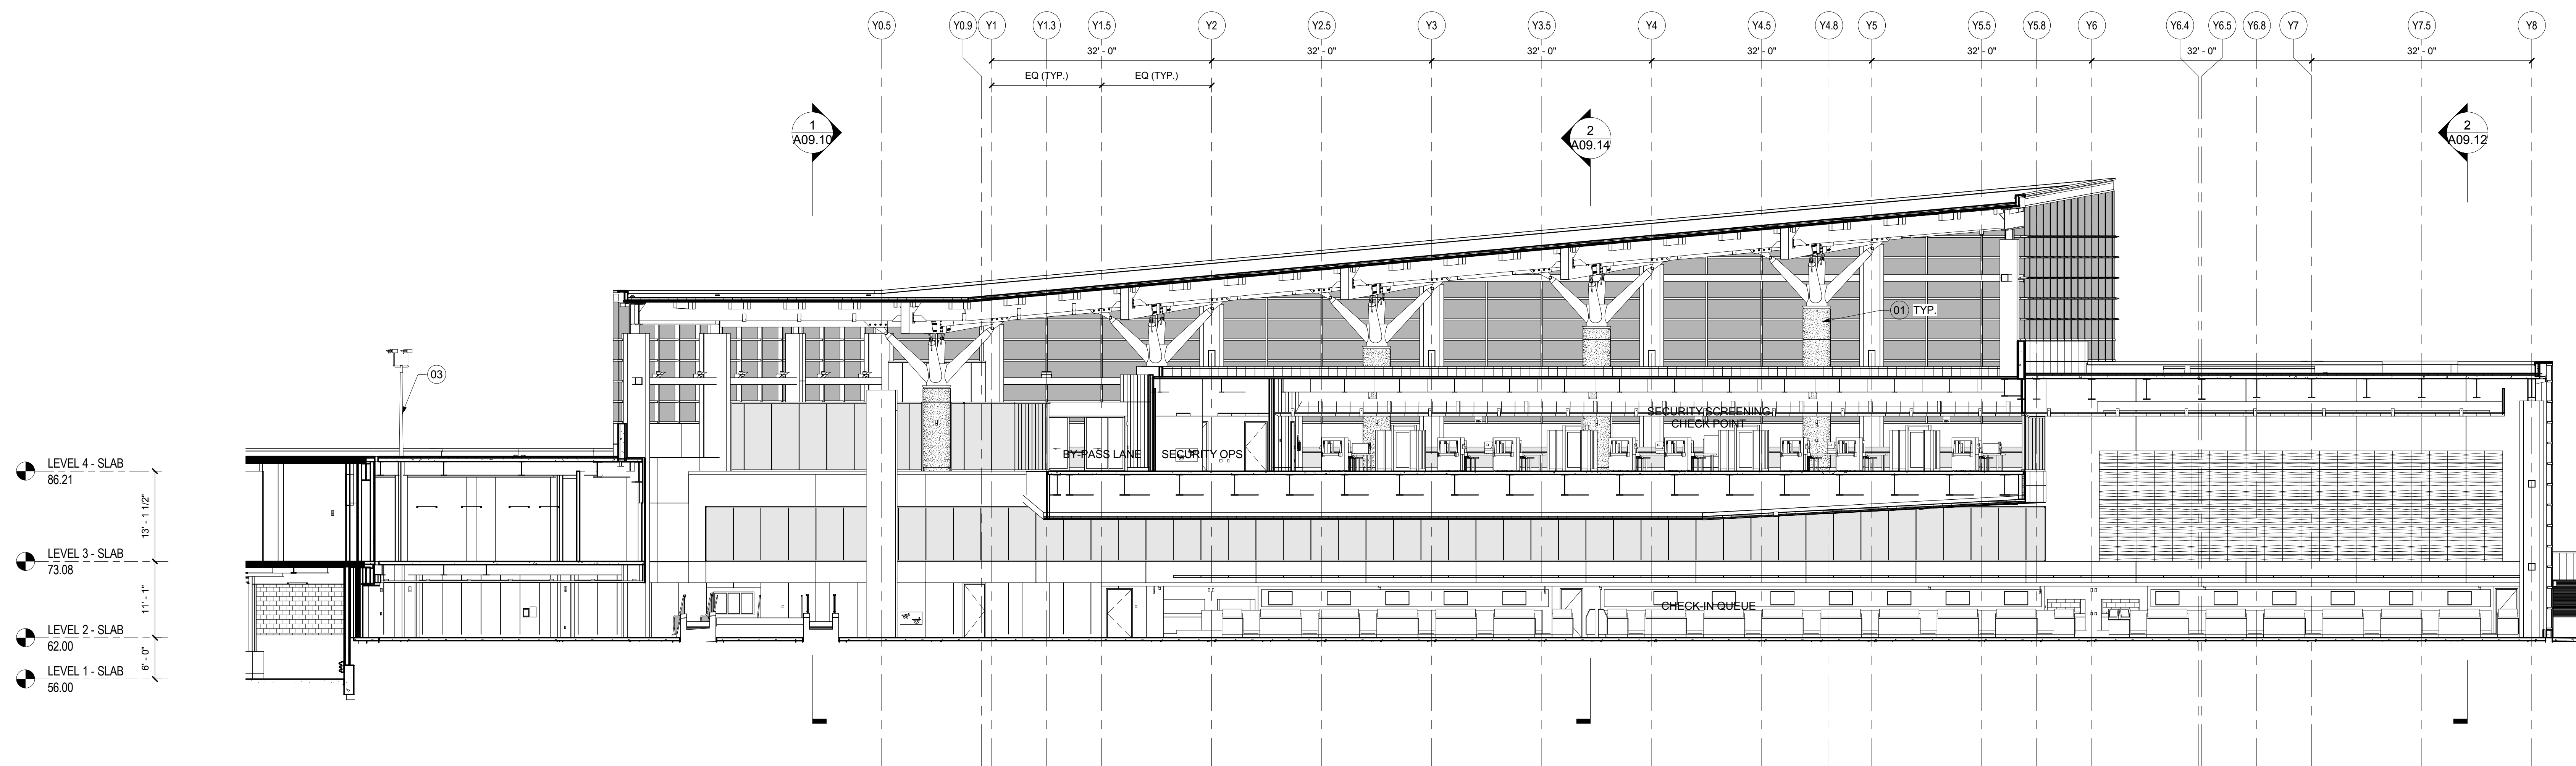 Y0.5 Y0.9 Y1 Y1.3 Y1.5 Y2 Y2.5 Y3 Y3.5 Y4 Y4.5 Y4.8 Y5 Y5.5 Y5.8 Y6 Y6.4 Y6.5 Y6.8 Y7 Y7.5 Y8
32' - 0" 32' - 0" 32' - 0" 32' - 0" 32' - 0" 32' - 0" 32' - 0"
EQ (TYP.) EQ (TYP.)
1
A09.10
2
A09.14
2
A09.12
01 TYP.
03
SECURITY SCREENING
CHECK POINT
BY-PASS LANE
SECURITY OPS
LEVEL 4 - SLAB
86.21
13' - 1 1/2"
LEVEL 3 - SLAB
73.08
11' - 1"
CHECK-IN QUEUE
LEVEL 2 - SLAB
62.00
6' - 0"
LEVEL 1 - SLAB
56.00